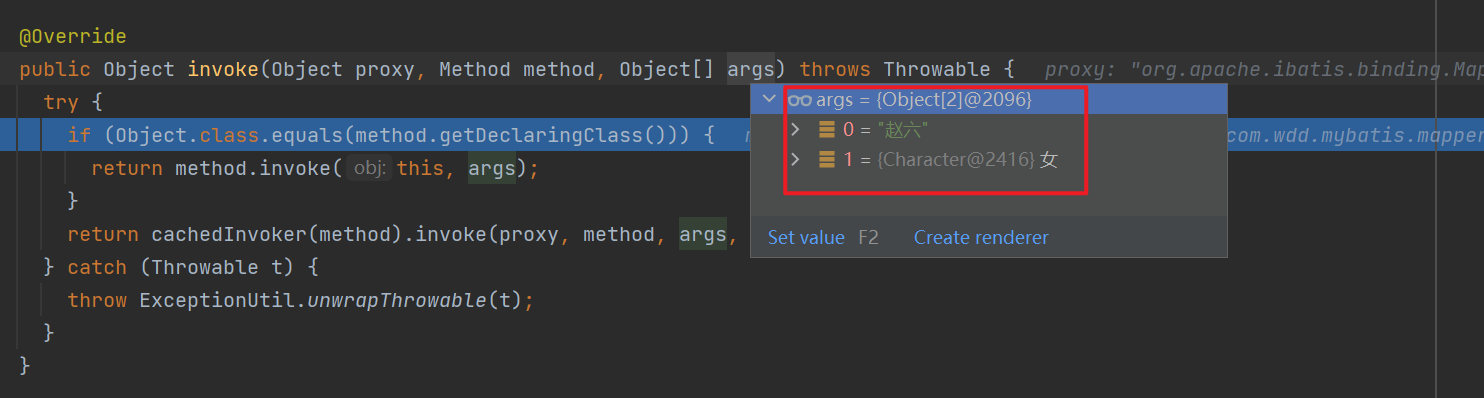 @Override
public Object invoke(Object proxy, Method method, Object[] args) throws Throwable {   proxy: "org.apache.ibatis.binding.Map
try {
args = {Object[2]@2096}
if (Object.class.equals(method.getDeclaringClass())) {   m
0 = "赵六"
com.wdd.mybatis.mapper
return method.invoke( obj: this, args);
1 = {Character@2416} 女
}
return cachedInvoker(method).invoke(proxy, method, args,
Set value F2 Create renderer
} catch (Throwable t) {
throw ExceptionUtil.unwrapThrowable(t);
}
}